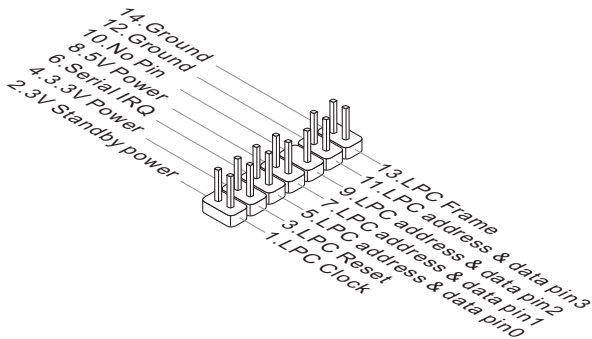 14.Ground
12.Ground
10.No Pin
8.5V Power
6.Serial IRQ
4.3.3V Power
2.3V Standby power
13.LPC Frame
11.LPC address & data pin3
9.LPC address & data pin2
7.LPC address & data pin1
5.LPC address & data pin0
3.LPC Reset
1.LPC Clock